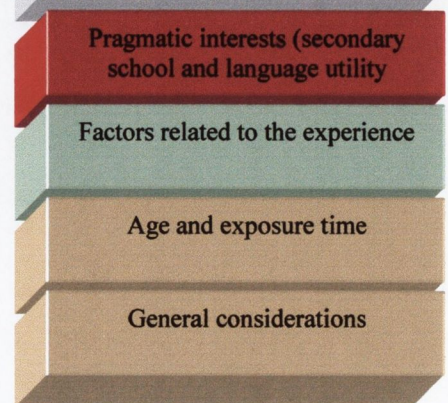 Pragmatic interests (secondary
school and language utility
Factors related to the experience
Age and exposure time
General considerations